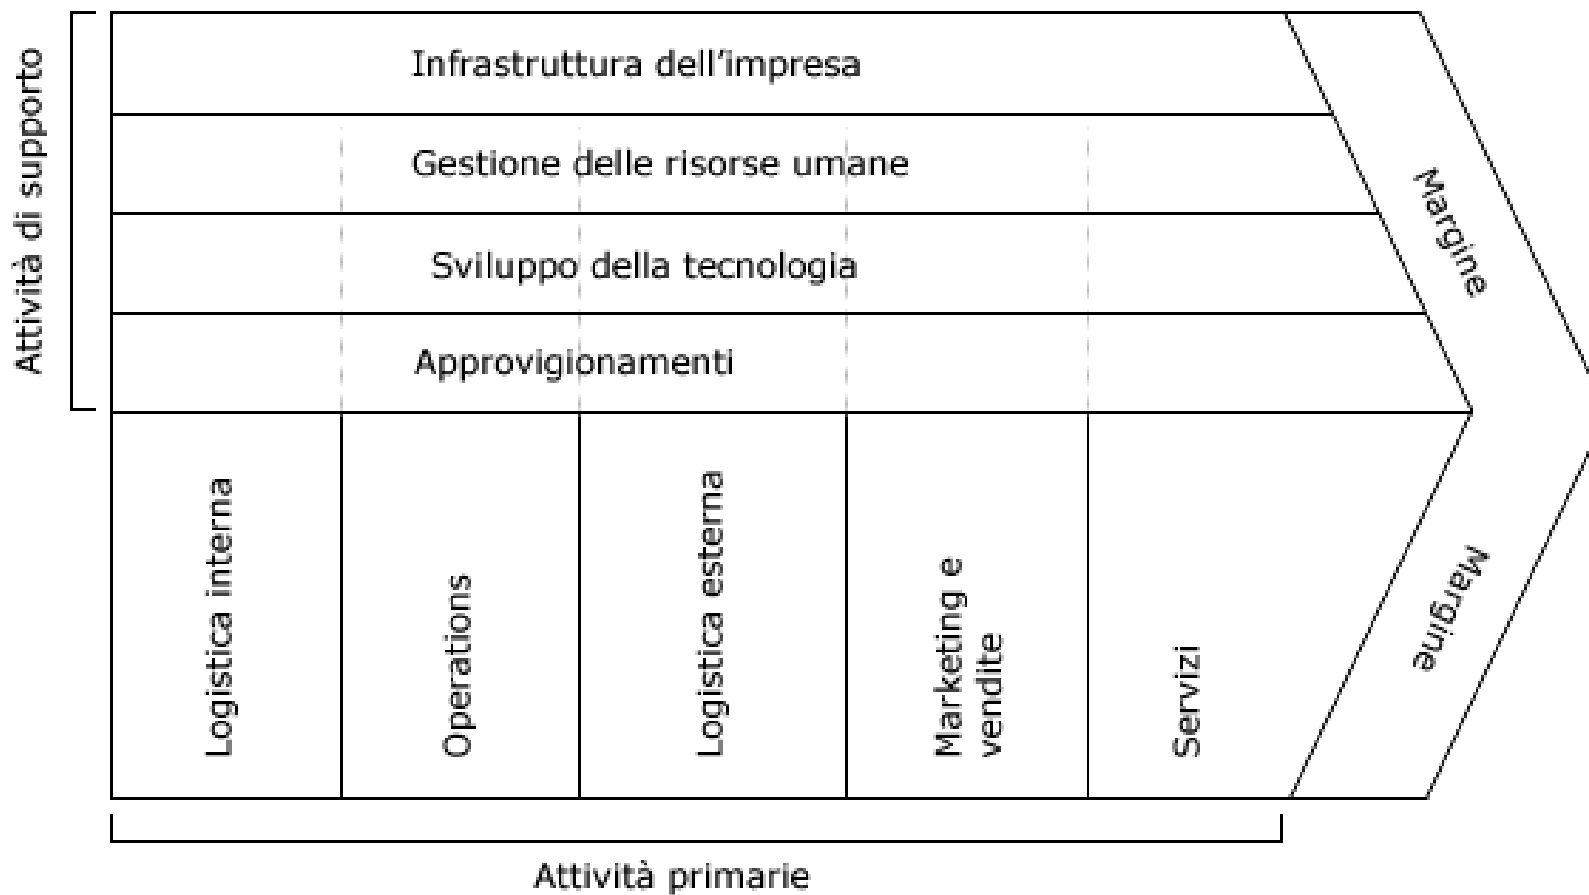 Attività di supporto
Infrastruttura dell'impresa
Gestione delle risorse umane
Sviluppo della tecnologia
Approvigionamenti
Margine
Logistica interna
Operations
Logistica esterna
Marketing e
vendite
Servizi
Margine
Attività primarie